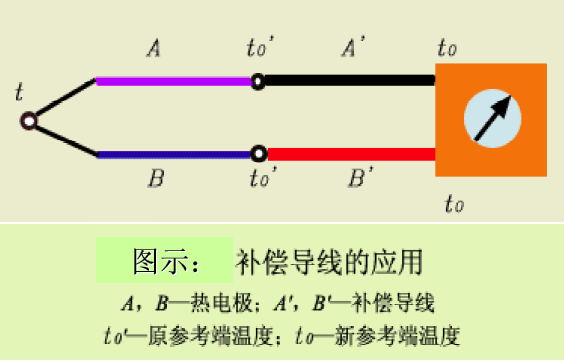 A t₀' A' t₀
t
B t₀' B'
t₀
图示： 补偿导线的应用
A，B—热电极；A'，B'—补偿导线
t₀'—原参考端温度；t₀—新参考端温度